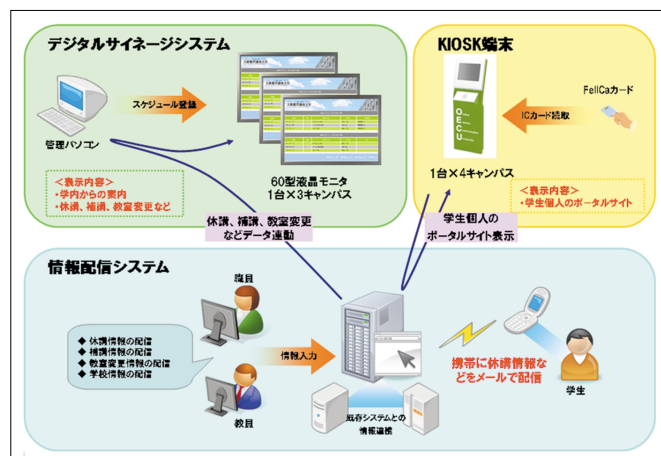 デジタルサイネージシステム
スケジュール登録
管理パソコン
60型液晶モニタ
1台×3キャンパス
＜表示内容＞
・学内からの案内
・休講、補講、教室変更など
KIOSK端末
OECU
FeliCaカード
ICカード読取
1台×4キャンパス
＜表示内容＞
・学生個人のポータルサイト
休講、補講、教室変更
などデータ連動
学生個人の
ポータルサイト表示
情報配信システム
職員
◆ 休講情報の配信
◆ 補講情報の配信
◆ 教室変更情報の配信
◆ 学校情報の配信
情報入力
教員
既存システムとの
情報連携
携帯に休講情報な
どをメールで配信
学生